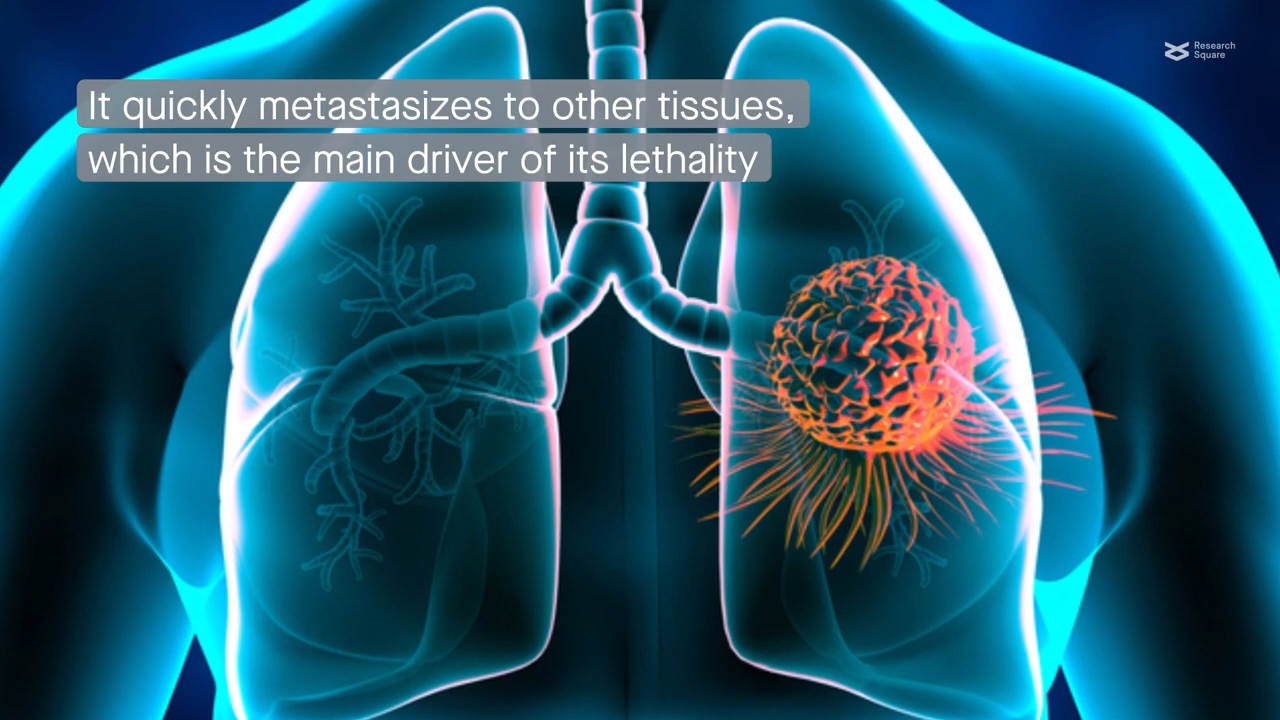 It quickly metastasizes to other tissues,
which is the main driver of its lethality
Research
Square